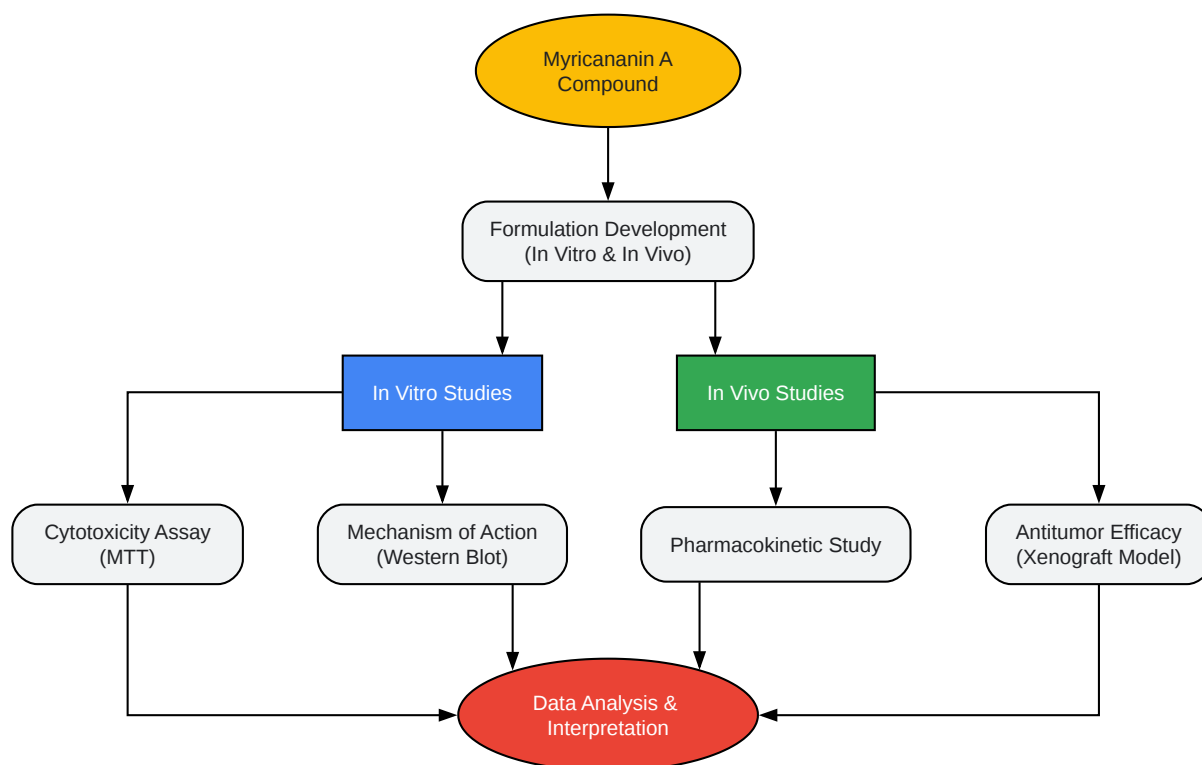 Myricananin A
Compound
Formulation Development
(In Vitro & In Vivo)
In Vitro Studies
In Vivo Studies
Cytotoxicity Assay
(MTT)
Mechanism of Action
(Western Blot)
Pharmacokinetic Study
Antitumor Efficacy
(Xenograft Model)
Data Analysis &
Interpretation